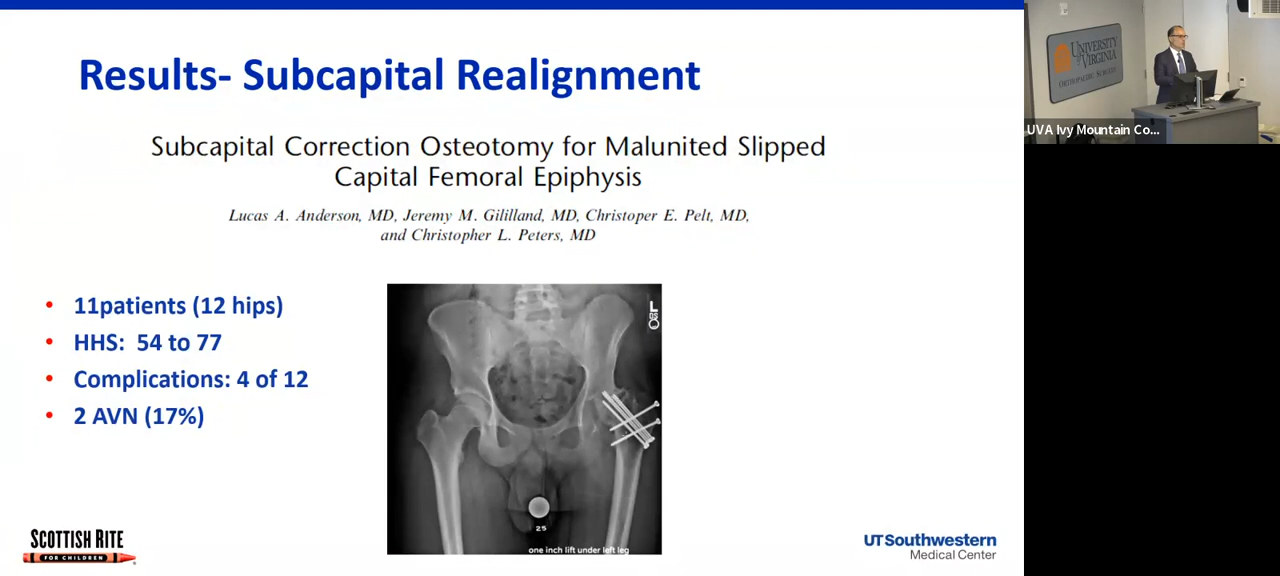 Results- Subcapital Realignment
Subcapital Correction Osteotomy for Malunited Slipped
Capital Femoral Epiphysis
Lucas A. Anderson, MD, Jeremy M. Gililland, MD, Christoper E. Pelt, MD,
and Christopher L. Peters, MD
• 11patients (12 hips)
• HHS: 54 to 77
• Complications: 4 of 12
• 2 AVN (17%)
25
one inch lift under left leg
SCOTTISH RITE
FOR CHILDREN
UTSouthwestern
Medical Center
UNIVERSITY
of VIRGINIA
UVA Ivy Mountain Co...